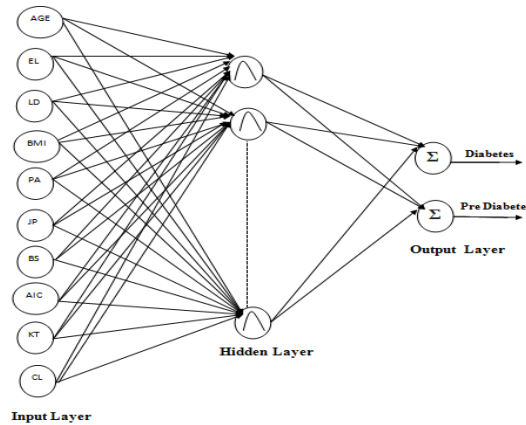 AGE
EL
LD
BMI
PA
JP
BS
AIC
KT
CL
Input Layer
Hidden Layer
Σ
Σ
Diabetes
Pre Diabete
Output Layer